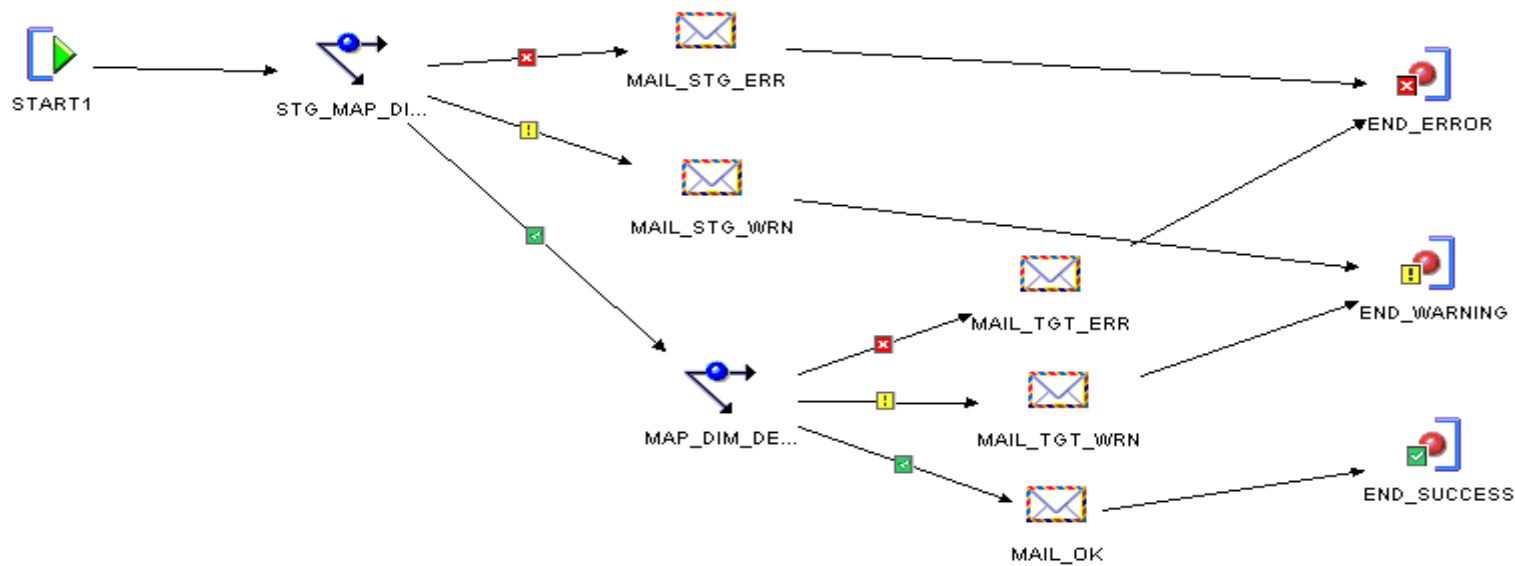 MAIL_STG_ERR
START1
STG_MAP_DI...
END_ERROR
MAIL_STG_WRN
END_WARNING
MAIL_TGT_ERR
MAP_DIM_DE...
MAIL_TGT_WRN
END_SUCCESS
MAIL_OK